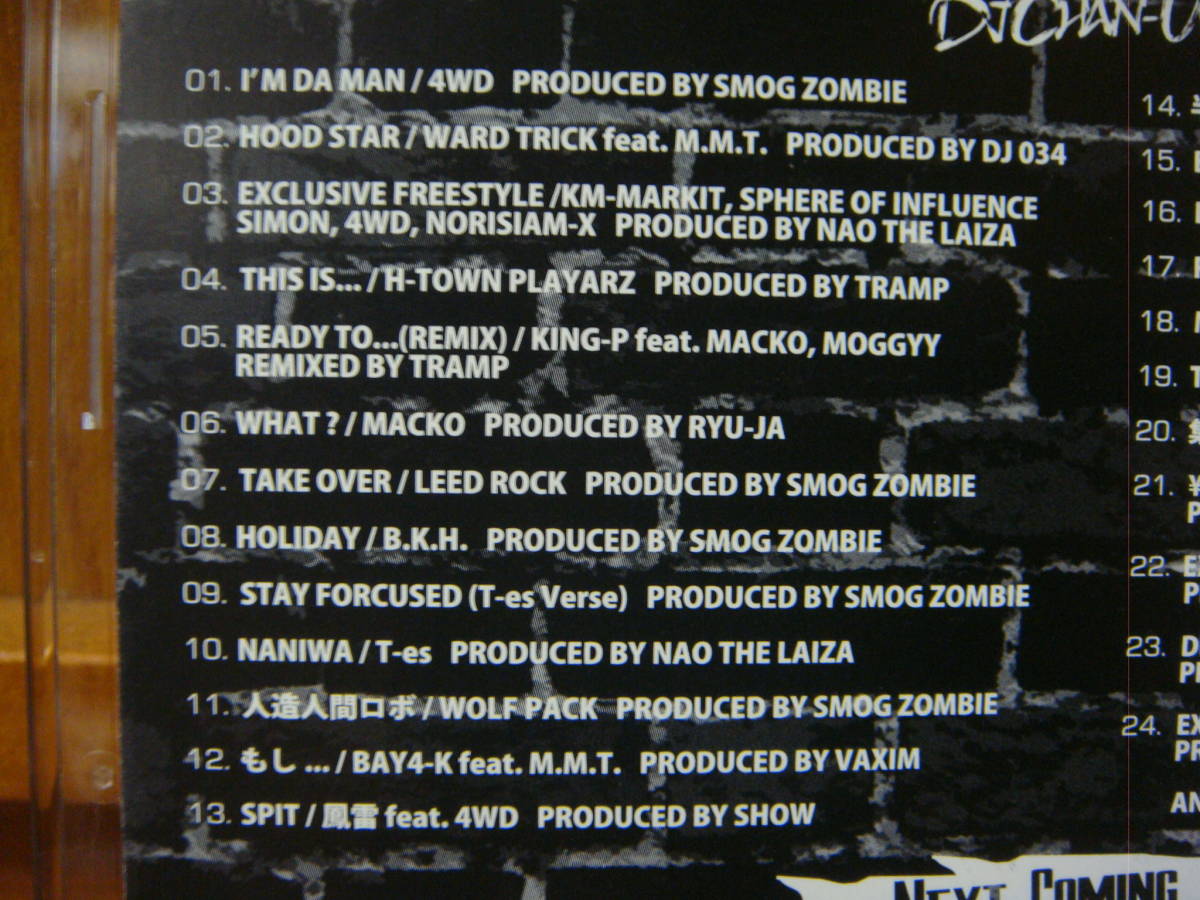 DJ CHAN-
01. I'M DA MAN / 4WD PRODUCED BY SMOG ZOMBIE
02. HOOD STAR / WARD TRICK feat. M.M.T. PRODUCED BY DJ 034
03. EXCLUSIVE FREESTYLE /KM-MARKIT, SPHERE OF INFLUENCE
SIMON, 4WD, NORISIAM-X PRODUCED BY NAO THE LAIZA
04. THIS IS... / H-TOWN PLAYARZ PRODUCED BY TRAMP
05. READY TO...(REMIX) / KING-P feat. MACKO, MOGGYY
REMIXED BY TRAMP
06. WHAT ? / MACKO PRODUCED BY RYU-JA
07. TAKE OVER / LEED ROCK PRODUCED BY SMOG ZOMBIE
08. HOLIDAY / B.K.H. PRODUCED BY SMOG ZOMBIE
09. STAY FORCUSED (T-es Verse) PRODUCED BY SMOG ZOMBIE
10. NANIWA / T-es PRODUCED BY NAO THE LAIZA
11. 人造人間ロボ / WOLF PACK PRODUCED BY SMOG ZOMBIE
12. もし ... / BAY4-K feat. M.M.T. PRODUCED BY VAXIM
13. SPIT / 鳳雷 feat. 4WD PRODUCED BY SHOW
14.
15.
16.
17.
18.
19.
20.
21. ¥
22.
23.
24.
NEXT COMING